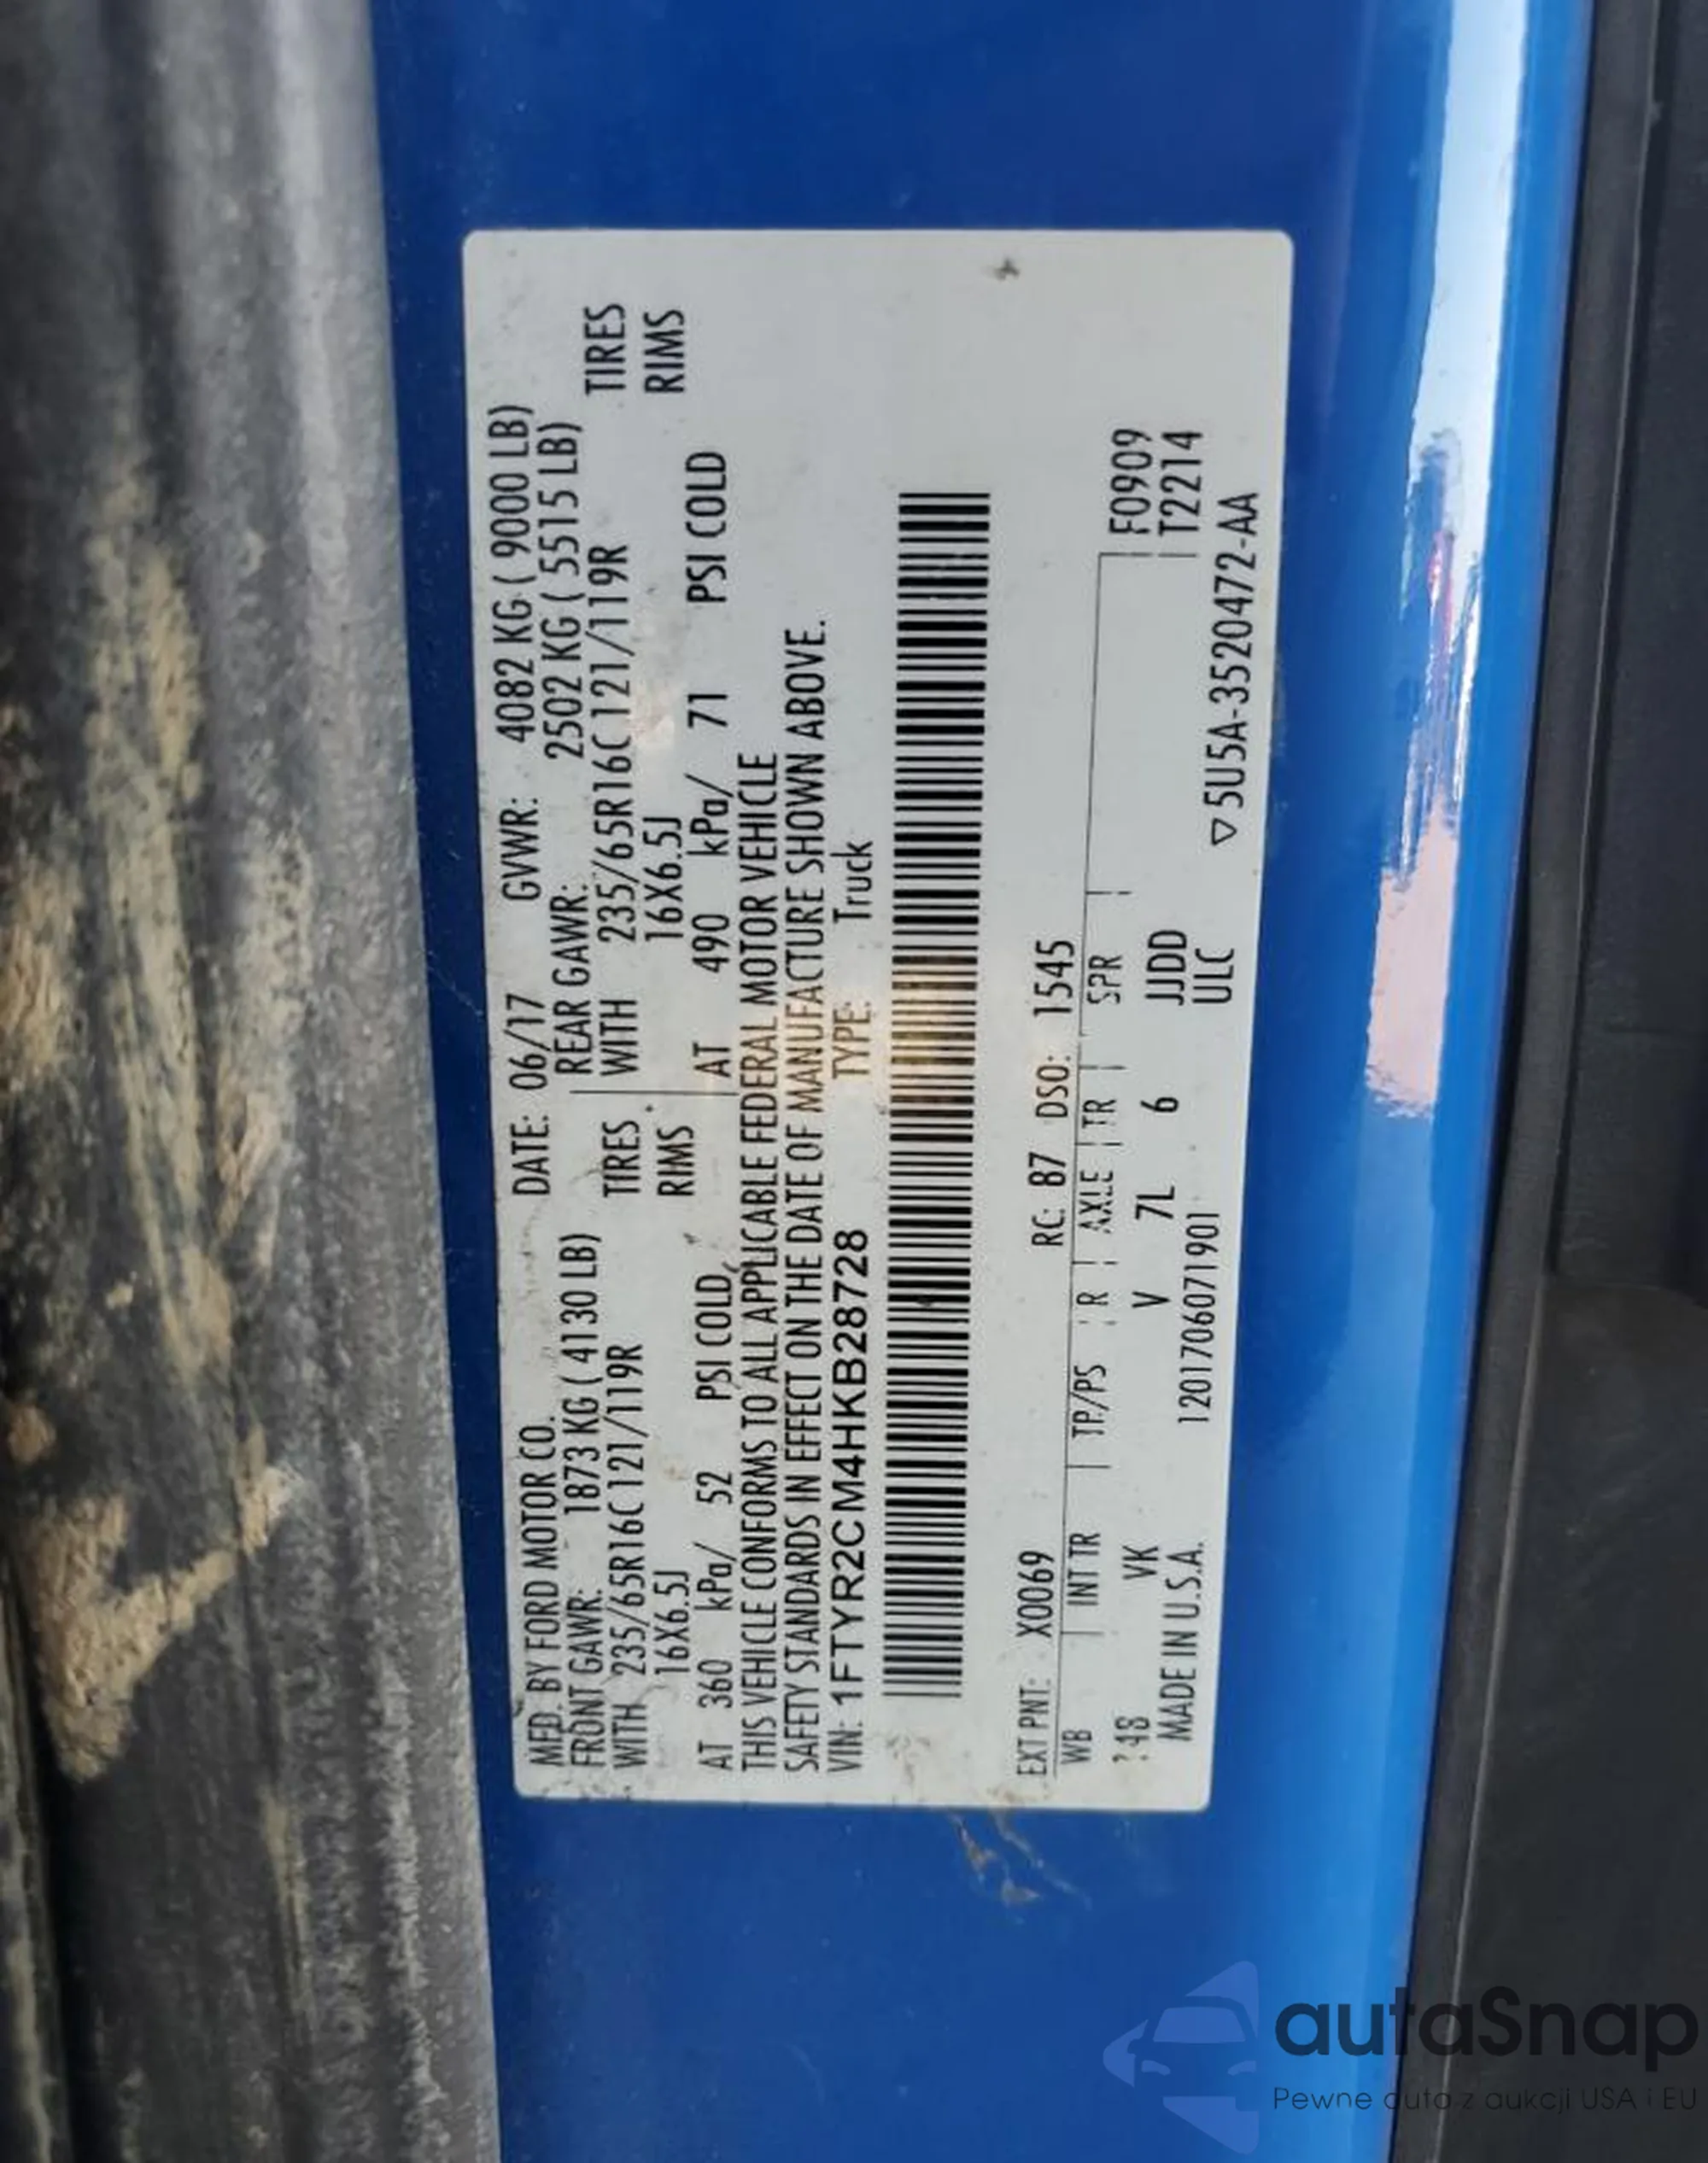 MFD. BY FORD MOTOR CO. DATE: 06/17 GVWR: 4082 KG ( 9000 LB)
FRONT GAWR: 1873 KG ( 4130 LB) REAR GAWR: 2502 KG ( 5515 LB)
WITH 235/65R16C 121/119R TIRES WITH 235/65R16C 121/119R TIRES
16X6.5J RIMS 16X6.5J RIMS
AT 360 kPa/ 52 PSI COLD AT 490 kPa/ 71 PSI COLD
THIS VEHICLE CONFORMS TO ALL APPLICABLE FEDERAL MOTOR VEHICLE
SAFETY STANDARDS IN EFFECT ON THE DATE OF MANUFACTURE SHOWN ABOVE.
VIN: 1FTYR2CM4HKB28728 TYPE: Truck
EXT PNT: X0069 RC: 87 DSO: 1545
WB INT TR TP/PS R AXLE TR SPR F0909
148 VK V 7L 6 JJDD T2214
MADE IN U.S.A. 120170607190 ULC
▽ 5U5A-3520472-AA
autaSnap
Pewne auto z aukcji USA i EU